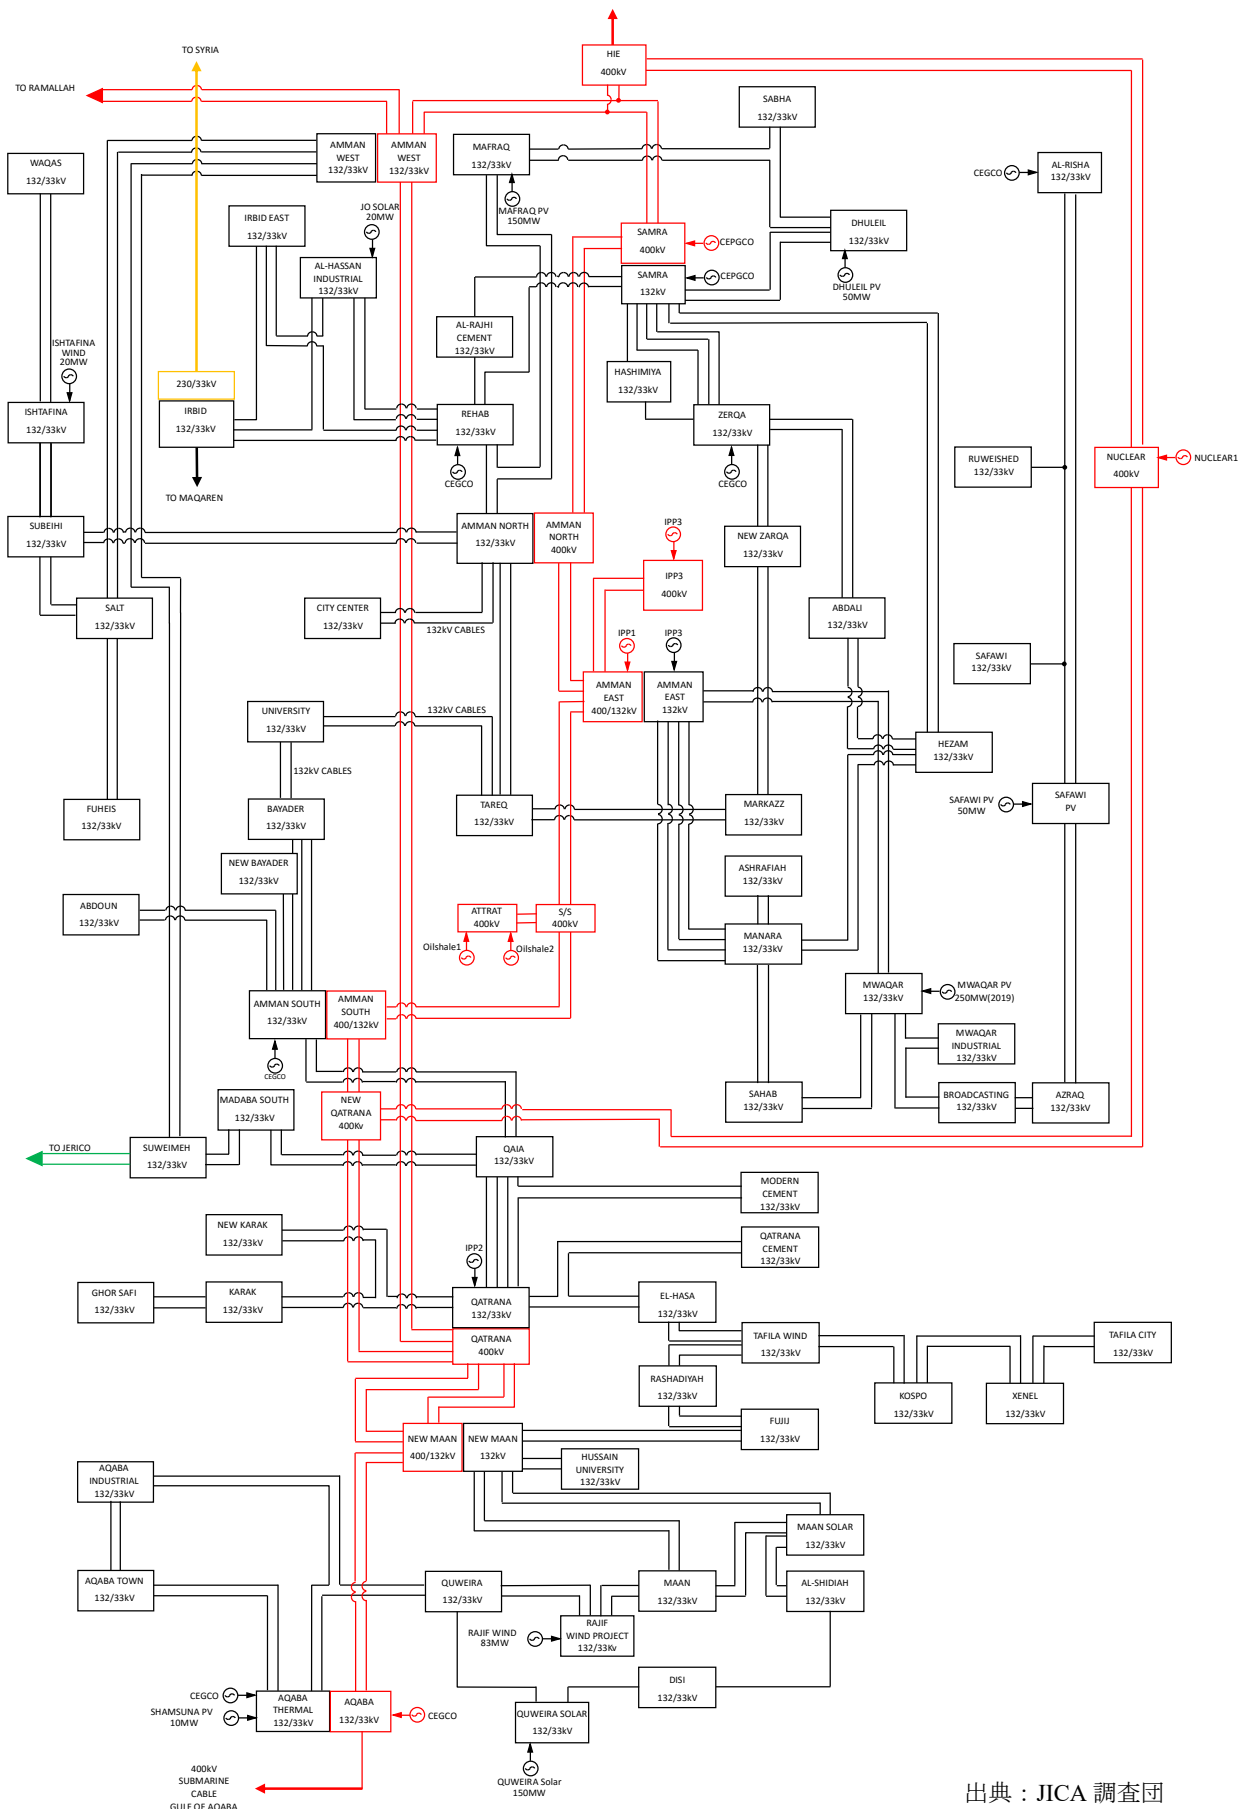 HIE
400kV
TO SYRIA
TO RAMALLAH
SABHA
132/33kV
AMMAN
WEST
132/33kV
AMMAN
WEST
132/33kV
MAFRAQ
132/33kV
WAQAS
132/33kV
CEGCO
AL-RISHA
132/33kV
MAFRAQ PV
150MW
JO SOLAR
20MW
IRBID EAST
132/33kV
SAMRA
400kV
CEPGCO
DHULEIL
132/33kV
AL-HASSAN
INDUSTRIAL
132/33kV
SAMRA
132kV
CEPGCO
DHULEIL PV
50MW
AL-RAJHI
CEMENT
132/33kV
ISHTAFINA
WIND
20MW
HASHIMIYA
132/33kV
230/33kV
IRBID
132/33kV
ISHTAFINA
132/33kV
REHAB
132/33kV
ZERQA
132/33kV
RUWEISHED
132/33kV
NUCLEAR
400kV
NUCLEAR1
CEGCO
CEGCO
TO MAQAREN
SUBEIHI
132/33kV
AMMAN NORTH
132/33kV
AMMAN
NORTH
400kV
IPP3
NEW ZARQA
132/33kV
IPP3
400kV
SALT
132/33kV
CITY CENTER
132/33kV
132kV CABLES
ABDALI
132/33kV
IPP1
IPP3
SAFAWI
132/33kV
AMMAN
EAST
400/132kV
AMMAN
EAST
132kV
UNIVERSITY
132/33kV
132kV CABLES
HEZAM
132/33kV
132kV CABLES
FUHEIS
132/33kV
BAYADER
132/33kV
TAREQ
132/33kV
MARKAZZ
132/33kV
SAFAWI PV
50MW
SAFAWI
PV
NEW BAYADER
132/33kV
ASHRAFIAH
132/33kV
ABDOUN
132/33kV
ATTRAT
400kV
S/S
400kV
MANARA
132/33kV
Oilshale1
Oilshale2
AMMAN SOUTH
132/33kV
AMMAN
SOUTH
400/132kV
MWAQAR
132/33kV
MWAQAR PV
250MW(2019)
MWAQAR
INDUSTRIAL
132/33kV
CEGCO
MADABA SOUTH
132/33kV
NEW
QATRANA
400Kv
SAHAB
132/33kV
BROADCASTING
132/33kV
AZRAQ
132/33kV
TO JERICO
SUWEIMEH
132/33kV
QAIA
132/33kV
MODERN
CEMENT
132/33kV
NEW KARAK
132/33kV
QATRANA
CEMENT
132/33kV
IPP2
GHOR SAFI
132/33kV
KARAK
132/33kV
QATRANA
132/33kV
EL-HASA
132/33kV
QATRANA
400kV
TAFILA WIND
132/33kV
TAFILA CITY
132/33kV
RASHADIYAH
132/33kV
KOSPO
132/33kV
XENEL
132/33kV
NEW MAAN
400/132kV
NEW MAAN
132kV
FUJIJ
132/33kV
HUSSAIN
UNIVERSITY
132/33kV
AQABA
INDUSTRIAL
132/33kV
MAAN SOLAR
132/33kV
AQABA TOWN
132/33kV
QUWEIRA
132/33kV
MAAN
132/33kV
AL-SHIDIAH
132/33kV
RAJIF WIND
83MW
RAJIF
WIND PROJECT
132/33Kv
DISI
132/33kV
CEGCO
SHAMSUNA PV
10MW
AQABA
THERMAL
132/33kV
AQABA
132/33kV
CEGCO
QUWEIRA SOLAR
132/33kV
400kV
SUBMARINE
CABLE
GULF OF AQABA
QUWEIRA Solar
150MW
出典：JICA 調査団